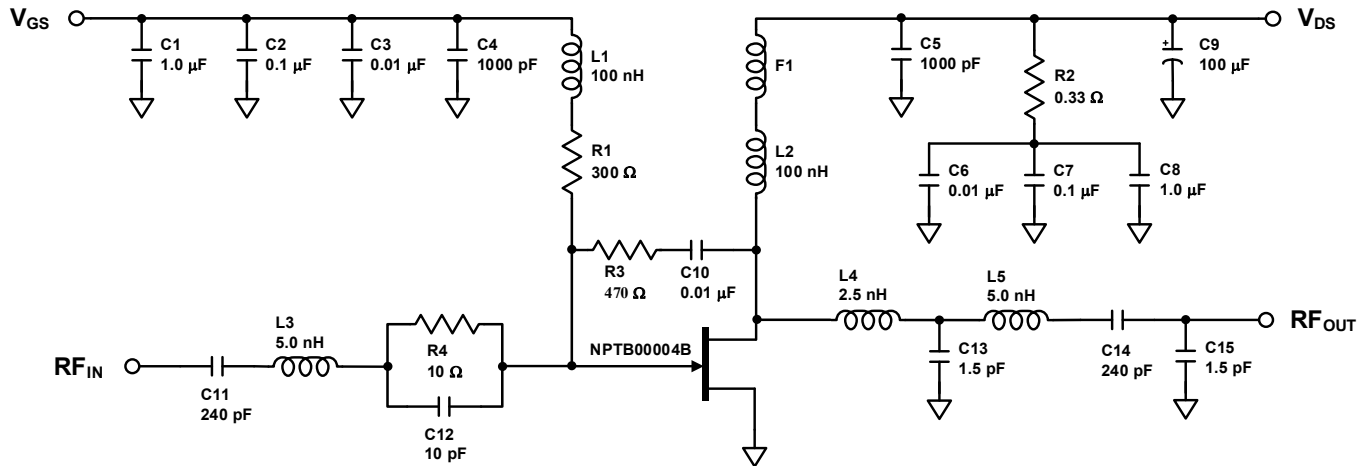 V_GS
C1
1.0 µF
C2
0.1 µF
C3
0.01 µF
C4
1000 pF
L1
100 nH
R1
300 Ω
F1
L2
100 nH
C5
1000 pF
R2
0.33 Ω
C9
+
100 µF
V_DS
C6
0.01 µF
C7
0.1 µF
C8
1.0 µF
R3
470 Ω
C10
0.01 µF
L4
2.5 nH
L5
5.0 nH
RF_OUT
C13
1.5 pF
C14
240 pF
C15
1.5 pF
RF_IN
C11
240 pF
L3
5.0 nH
R4
10 Ω
C12
10 pF
NPTB00004B